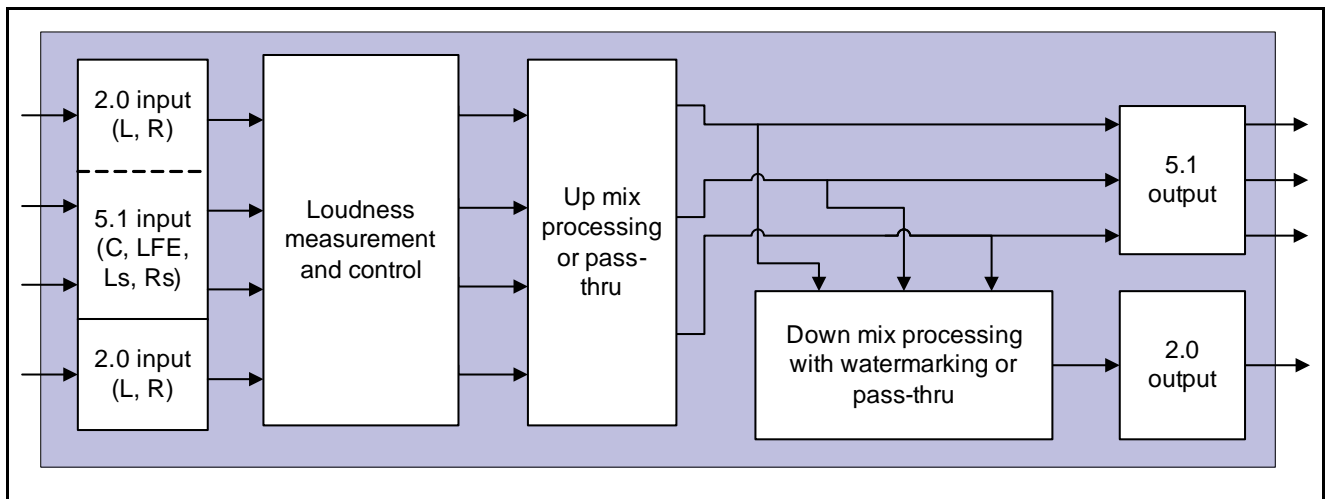 2.0 input
(L, R)
5.1 input
(C, LFE,
Ls, Rs)
2.0 input
(L, R)
Loudness
measurement
and control
Up mix
processing
or pass-
thru
5.1
output
Down mix processing
with watermarking or
pass-thru
2.0
output